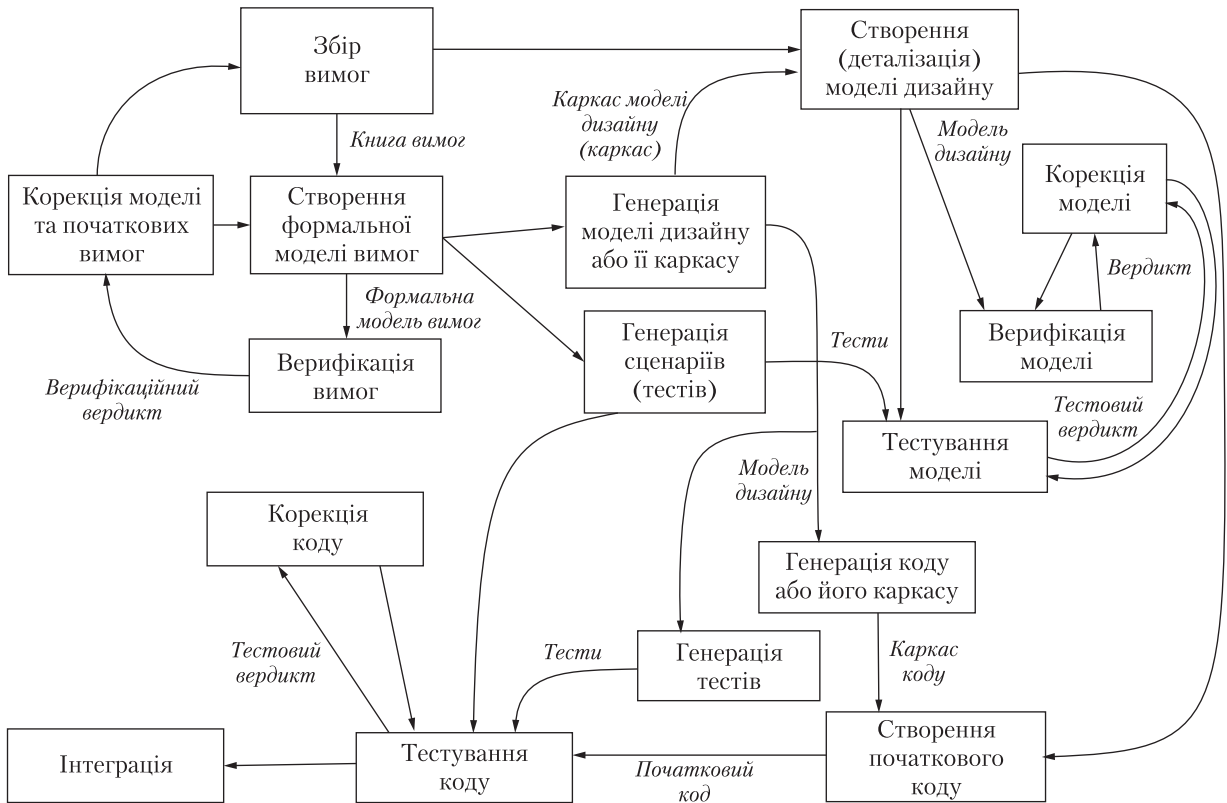 Збір
вимог
Створення
(деталізація)
моделі дизайну
Каркас моделі
дизайну
(каркас)
Книга вимог
Модель
дизайну
Корекція
моделі
Корекція моделі
та початкових
вимог
Створення
формальної
моделі вимог
Генерація
моделі дизайну
або її каркасу
Вердикт
Формальна
модель вимог
Генерація
сценаріїв
(тестів)
Тести
Верифікація
моделі
Верифікація
вимог
Верифікаційний
вердикт
Тестовий
вердикт
Тестування
моделі
Модель
дизайну
Корекція
коду
Генерація коду
або його каркасу
Тестовий
вердикт
Тести
Генерація
тестів
Каркас
коду
Інтеграція
Тестування
коду
Початковий
код
Створення
початкового
коду